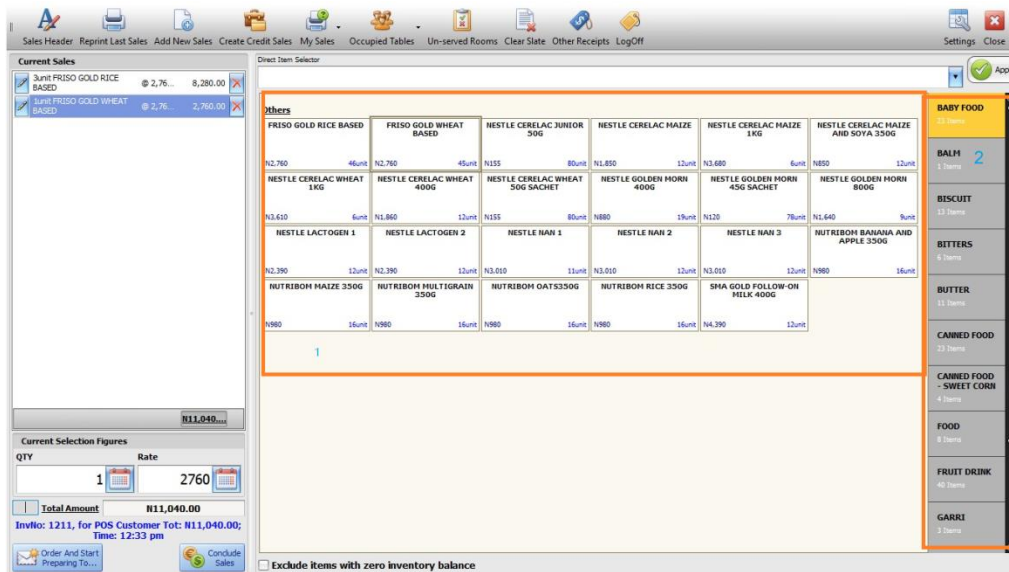 Sales Header Reprint Last Sales Add New Sales Create Credit Sales My Sales Occupied Tables Un-served Rooms Clear Slate Other Receipts LogOff Settings Close
Current Sales
3unit FRISO GOLD RICE BASED @ 2,76... 8,280.00
1unit FRISO GOLD WHEAT BASED @ 2,76... 2,760.00
N11,040....
Current Selection Figures
QTY Rate
1 2760
Total Amount N11,040.00
InvNo: 1211, for POS Customer Tot: N11,040.00;
Time: 12:33 pm
Order And Start
Preparing To...
Conclude
Sales
Direct Item Selector
App
Others
FRISO GOLD RICE BASED
N2,760 46unit
FRISO GOLD WHEAT
BASED
N2,760 45unit
NESTLE CERELAC JUNIOR
50G
N155 80unit
NESTLE CERELAC MAIZE
N1,850 12unit
NESTLE CERELAC MAIZE
1KG
N3,680 6unit
NESTLE CERELAC MAIZE
AND SOYA 350G
N850 12unit
NESTLE CERELAC WHEAT
1KG
N3,610 6unit
NESTLE CERELAC WHEAT
400G
N1,860 12unit
NESTLE CERELAC WHEAT
50G SACHET
N155 80unit
NESTLE GOLDEN MORN
400G
N880 19unit
NESTLE GOLDEN MORN
45G SACHET
N120 78unit
NESTLE GOLDEN MORN
800G
N1,640 9unit
NESTLE LACTOGEN 1
N2,390 12unit
NESTLE LACTOGEN 2
N2,390 12unit
NESTLE NAN 1
N3,010 11unit
NESTLE NAN 2
N3,010 12unit
NESTLE NAN 3
N3,010 12unit
NUTRIBOM BANANA AND
APPLE 350G
N980 16unit
NUTRIBOM MAIZE 350G
N980 16unit
NUTRIBOM MULTIGRAIN
350G
N980 16unit
NUTRIBOM OATS350G
N980 16unit
NUTRIBOM RICE 350G
N980 16unit
SMA GOLD FOLLOW-ON
MILK 400G
N4,390 12unit
1
BABY FOOD
23 Items
BALM
1 Items
2
BISCUIT
13 Items
BITTERS
6 Items
BUTTER
11 Items
CANNED FOOD
23 Items
CANNED FOOD
- SWEET CORN
4 Items
FOOD
8 Items
FRUIT DRINK
40 Items
GARRI
3 Items
Exclude items with zero inventory balance